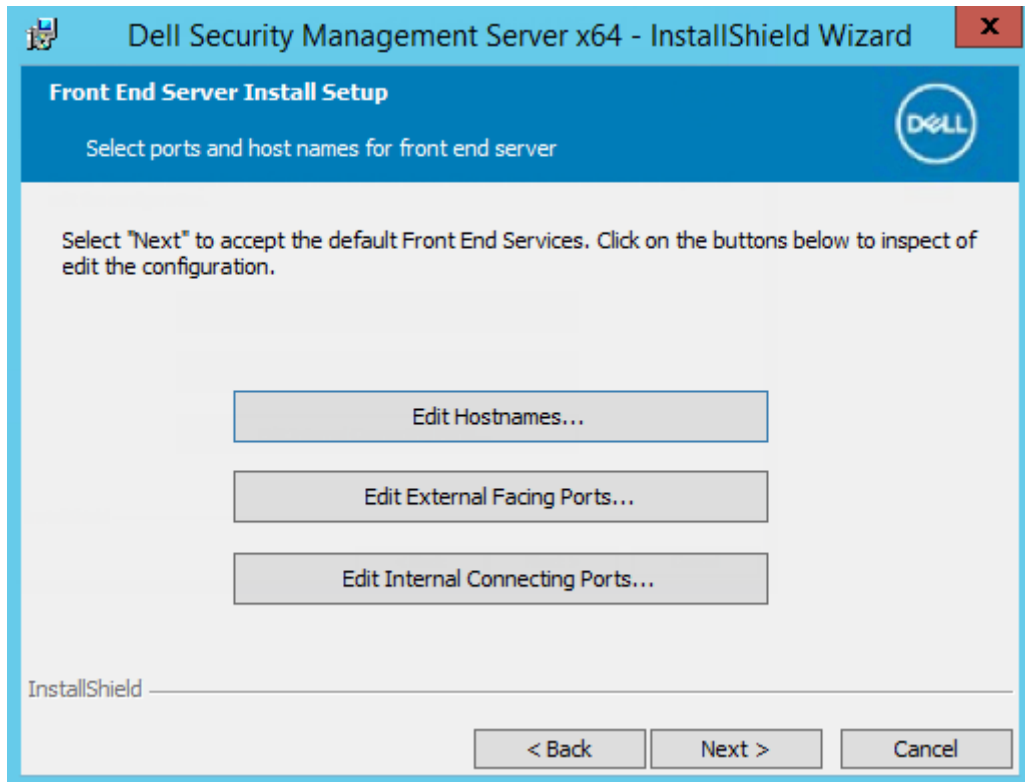 Dell Security Management Server x64 - InstallShield Wizard
x
Front End Server Install Setup
Select ports and host names for front end server
DELL
Select "Next" to accept the default Front End Services. Click on the buttons below to inspect of
edit the configuration.
Edit Hostnames...
Edit External Facing Ports...
Edit Internal Connecting Ports...
InstallShield
< Back
Next >
Cancel